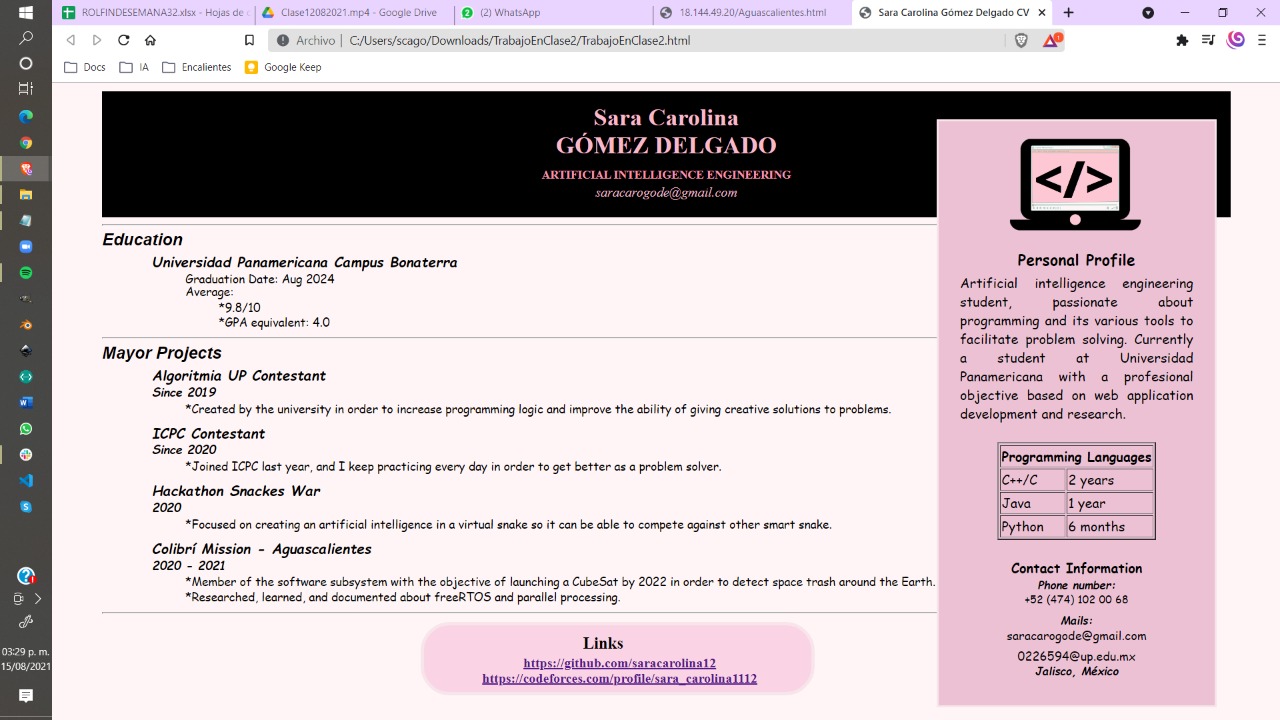 ROLFINDESEMANA32.xlsx - Hojas de
Clase12082021.mp4 - Google Drive
(2) WhatsApp
18.144.49.20/Aguascalientes.html
Sara Carolina Gómez Delgado CV
Archivo | C:/Users/scago/Downloads/TrabajoEnClase2/TrabajoEnClase2.html
Docs
IA
Encalientes
Google Keep
Sara Carolina
GÓMEZ DELGADO
ARTIFICIAL INTELLIGENCE ENGINEERING
saracarogode@gmail.com
Education
Universidad Panamericana Campus Bonaterra
Graduation Date: Aug 2024
Average:
*9.8/10
*GPA equivalent: 4.0
Mayor Projects
Algoritmia UP Contestant
Since 2019
*Created by the university in order to increase programming logic and improve the ability of giving creative solutions to problems.
ICPC Contestant
Since 2020
*Joined ICPC last year, and I keep practicing every day in order to get better as a problem solver.
Hackathon Snackes War
2020
*Focused on creating an artificial intelligence in a virtual snake so it can be able to compete against other smart snake.
Colibrí Mission - Aguascalientes
2020 - 2021
*Member of the software subsystem with the objective of launching a CubeSat by 2022 in order to detect space trash around the Earth.
*Researched, learned, and documented about freeRTOS and parallel processing.
Links
https://github.com/saracarolina12
https://codeforces.com/profile/sara_carolina1112
</>
Personal Profile
Artificial intelligence engineering
student, passionate about
programming and its various tools to
facilitate problem solving. Currently
a student at Universidad
Panamericana with a profesional
objective based on web application
development and research.
Programming Languages
C++/C 2 years
Java 1 year
Python 6 months
Contact Information
Phone number:
+52 (474) 102 00 68
Mails:
saracarogode@gmail.com
0226594@up.edu.mx
Jalisco, México
03:29 p. m.
15/08/2021